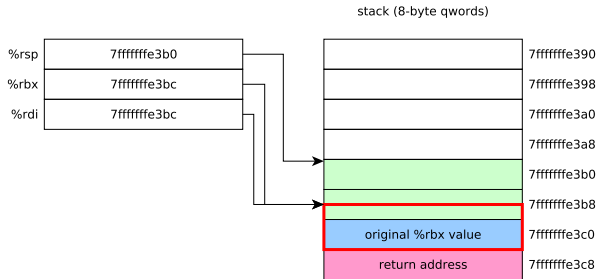 stack (8-byte qwords)
%rsp 7fffffffe3b0 7fffffffe390
%rbx 7fffffffe3bc 7fffffffe398
%rdi 7fffffffe3bc 7fffffffe3a0
7fffffffe3a8
7fffffffe3b0
7fffffffe3b8
original %rbx value 7fffffffe3c0
return address 7fffffffe3c8